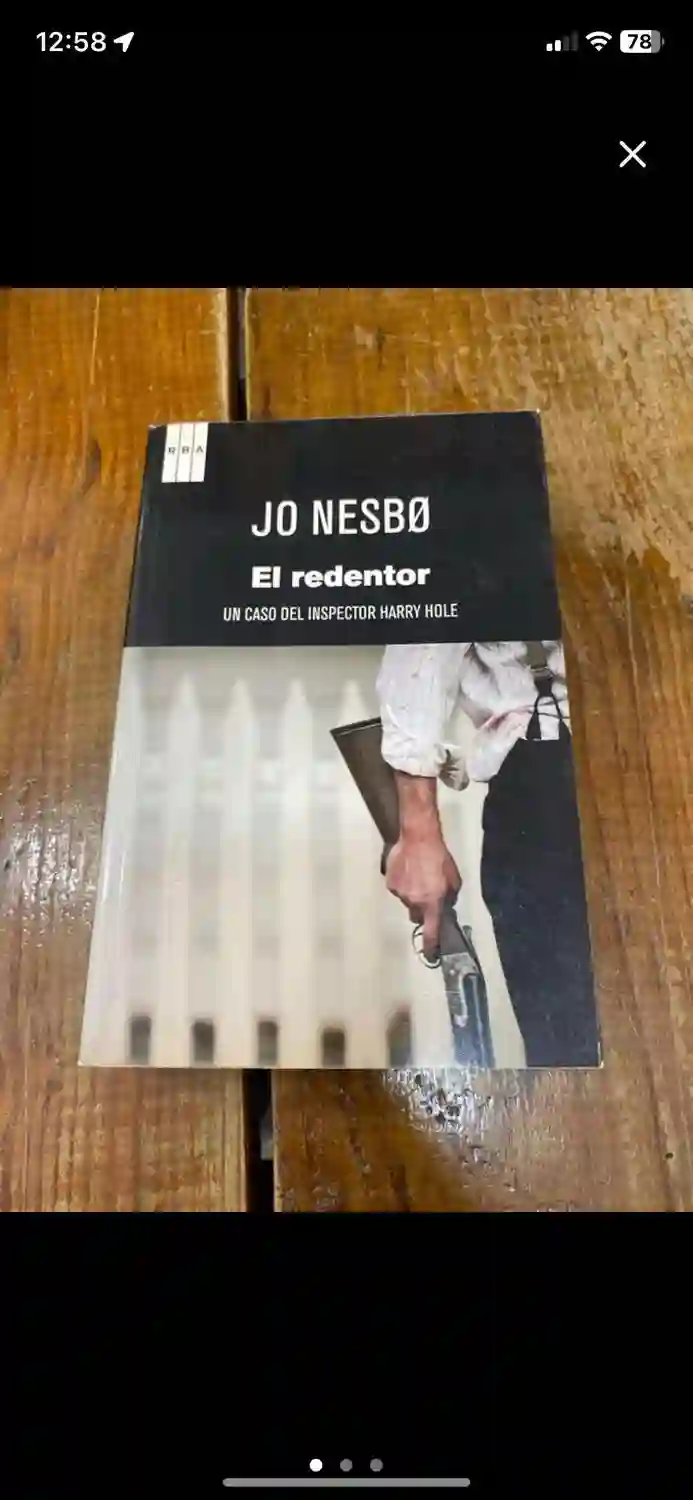 12:58
78
RBA
JO NESBØ
El redentor
UN CASO DEL INSPECTOR HARRY HOLE